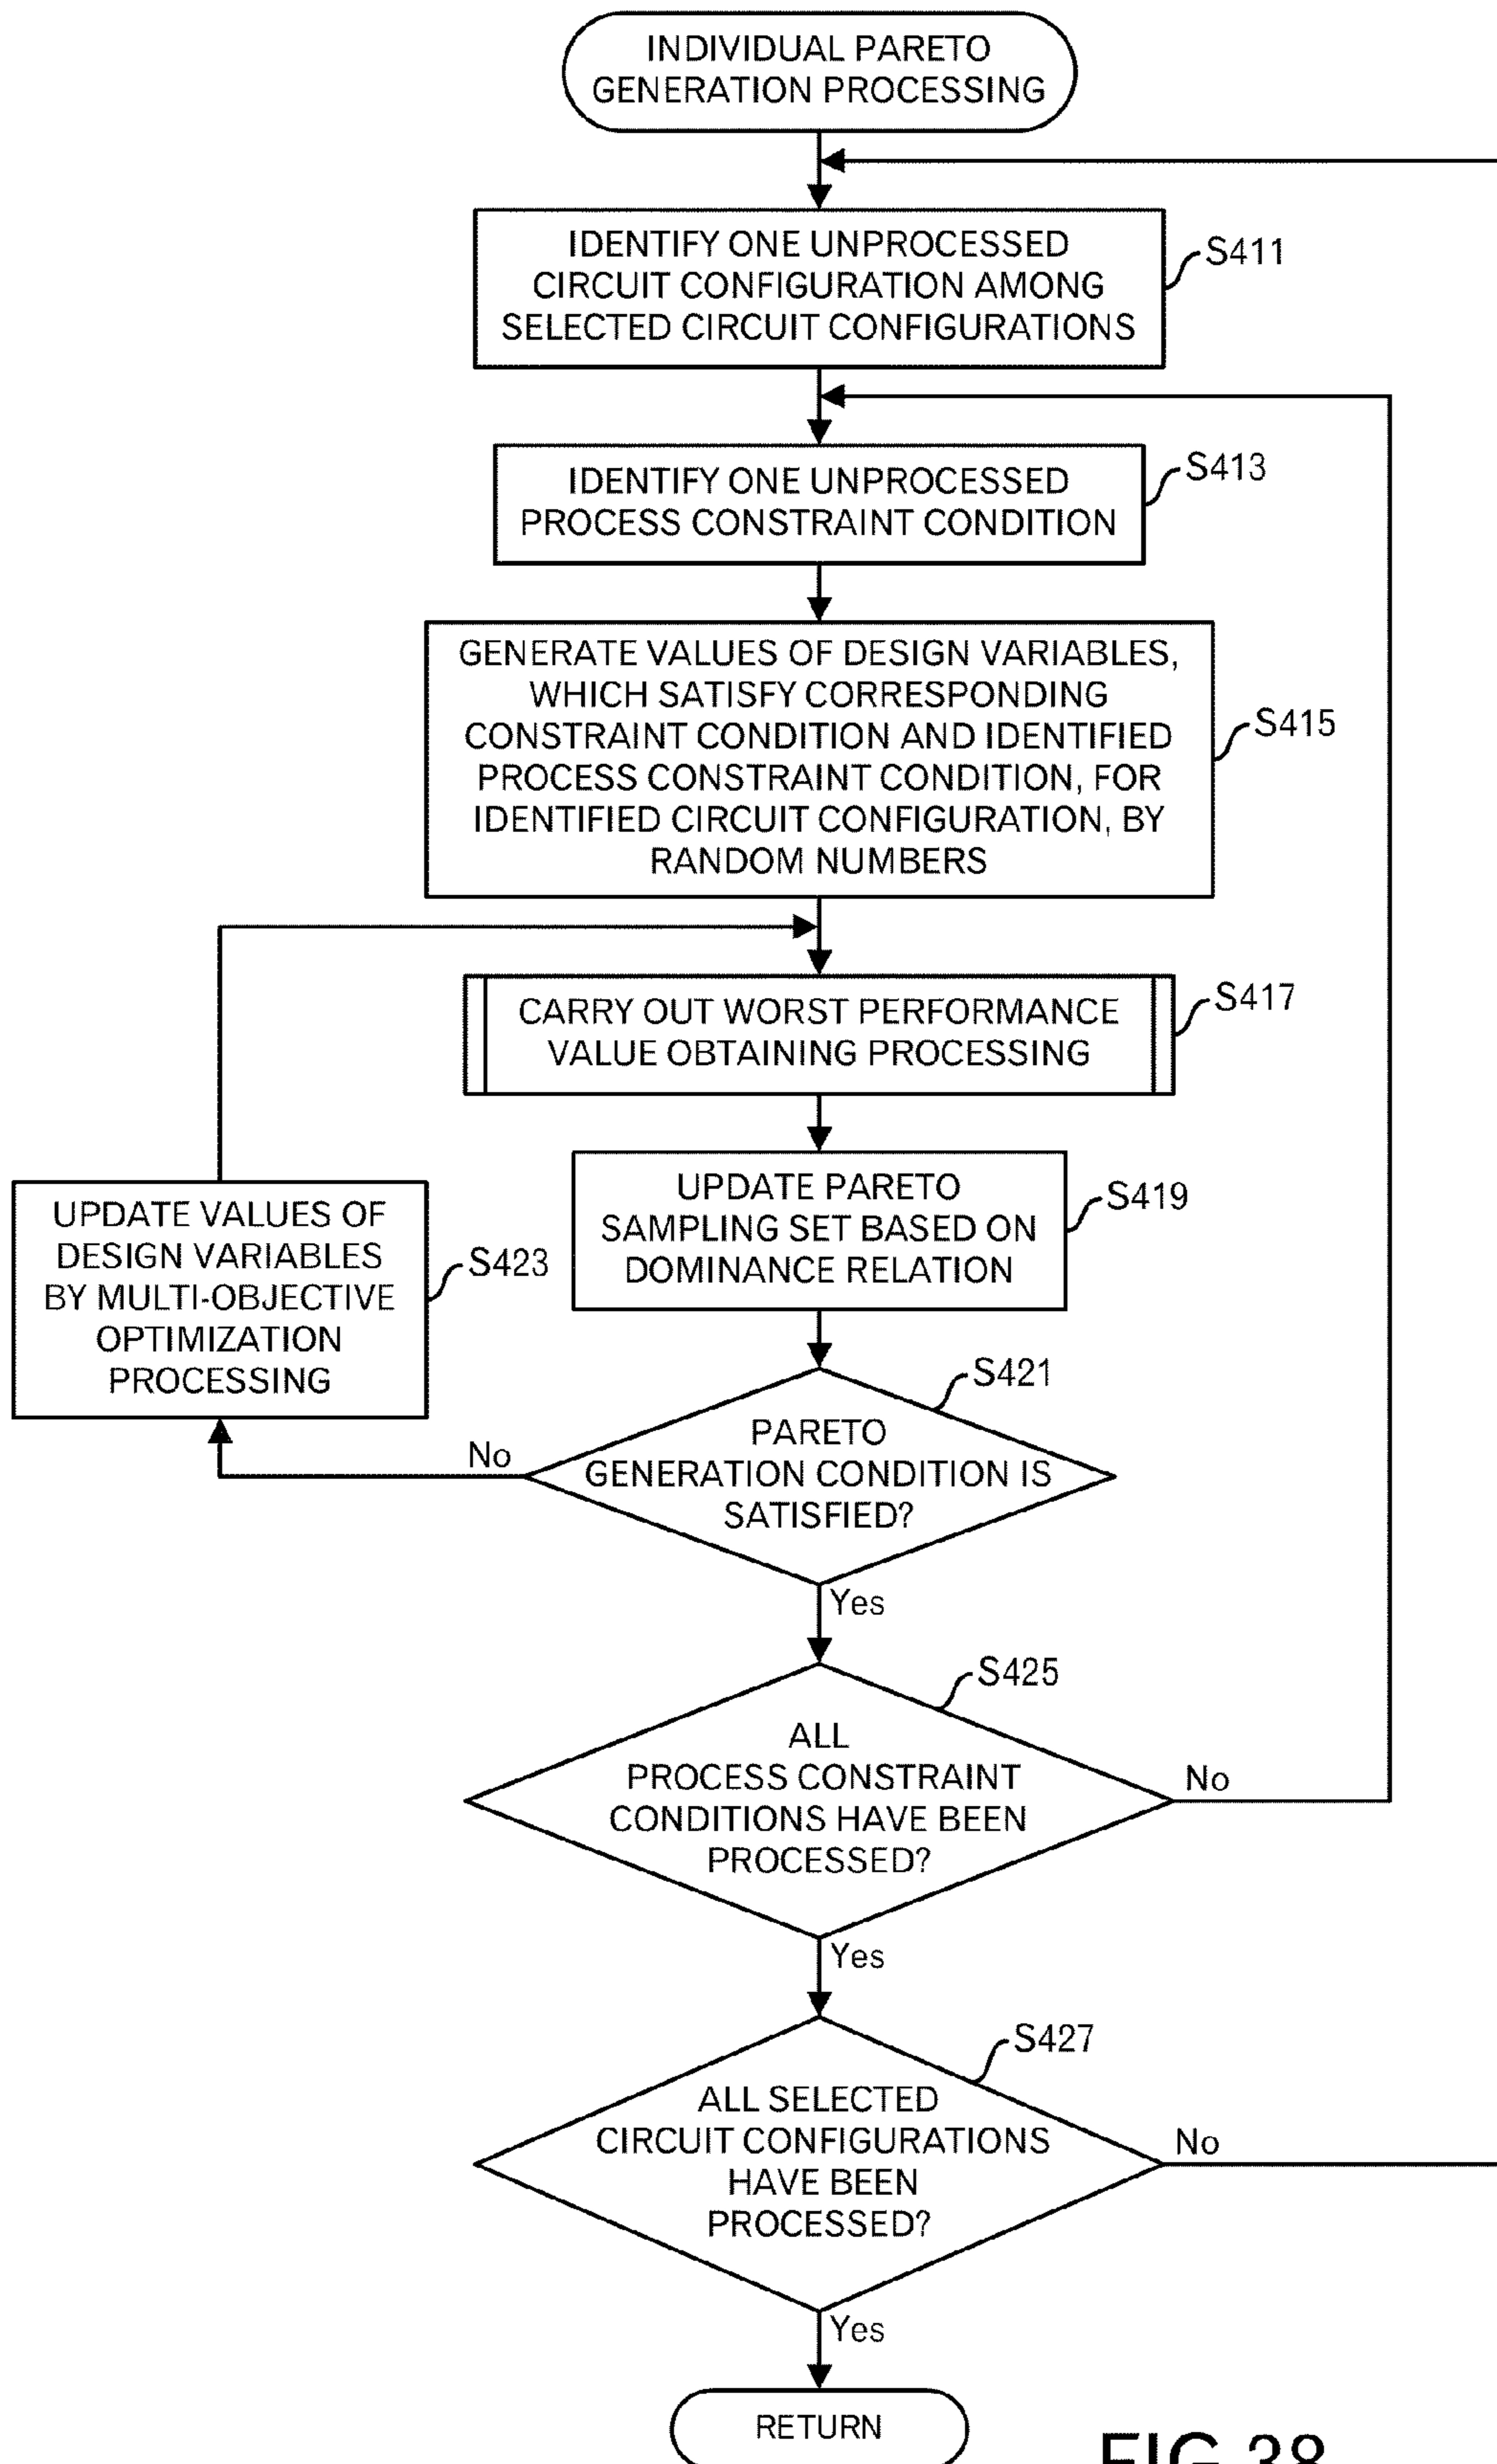 INDIVIDUAL PARETO
GENERATION PROCESSING
IDENTIFY ONE UNPROCESSED
CIRCUIT CONFIGURATION AMONG
SELECTED CIRCUIT CONFIGURATIONS
S411
IDENTIFY ONE UNPROCESSED
PROCESS CONSTRAINT CONDITION
S413
GENERATE VALUES OF DESIGN VARIABLES,
WHICH SATISFY CORRESPONDING
CONSTRAINT CONDITION AND IDENTIFIED
PROCESS CONSTRAINT CONDITION, FOR
IDENTIFIED CIRCUIT CONFIGURATION, BY
RANDOM NUMBERS
S415
CARRY OUT WORST PERFORMANCE
VALUE OBTAINING PROCESSING
S417
UPDATE PARETO
SAMPLING SET BASED ON
DOMINANCE RELATION
S419
UPDATE VALUES OF
DESIGN VARIABLES
BY MULTI-OBJECTIVE
OPTIMIZATION
PROCESSING
S423
S421
PARETO
GENERATION CONDITION IS
SATISFIED?
No
Yes
S425
ALL
PROCESS CONSTRAINT
CONDITIONS HAVE BEEN
PROCESSED?
No
Yes
S427
ALL SELECTED
CIRCUIT CONFIGURATIONS
HAVE BEEN
PROCESSED?
No
Yes
RETURN
FIG.38